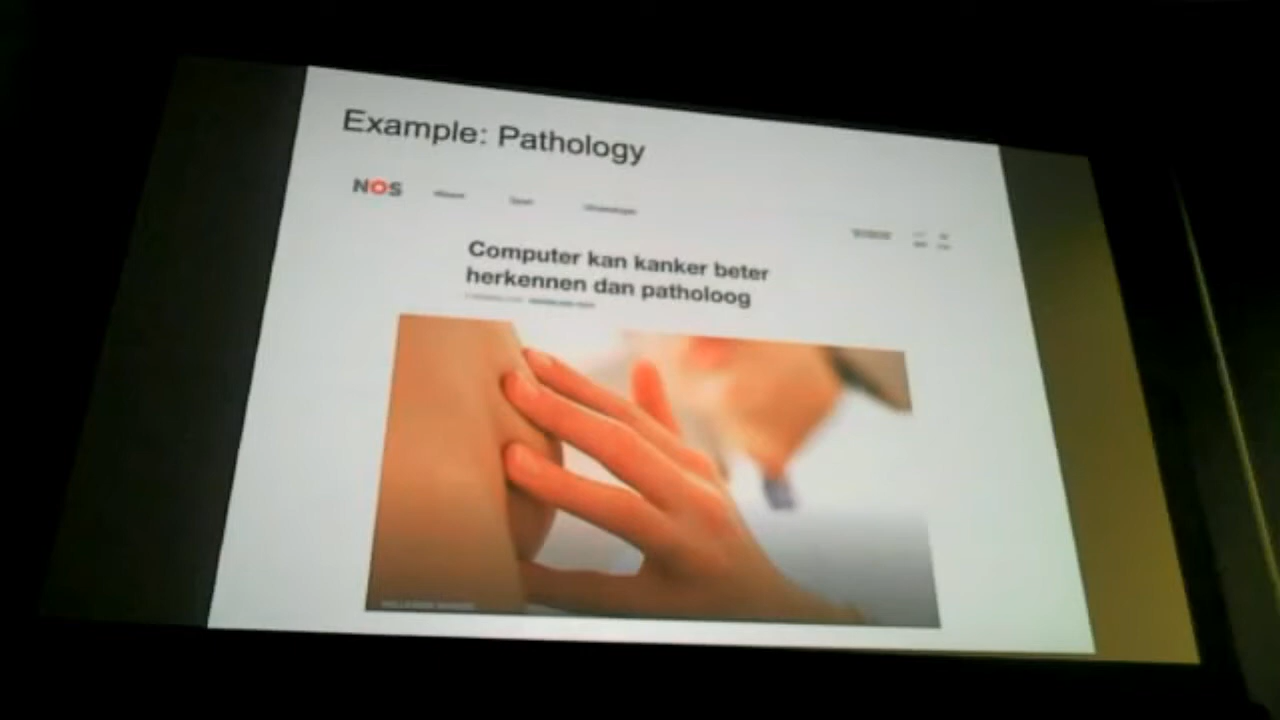 Example: Pathology
NOS
Computer kan kanker beter
herkennen dan patholoog